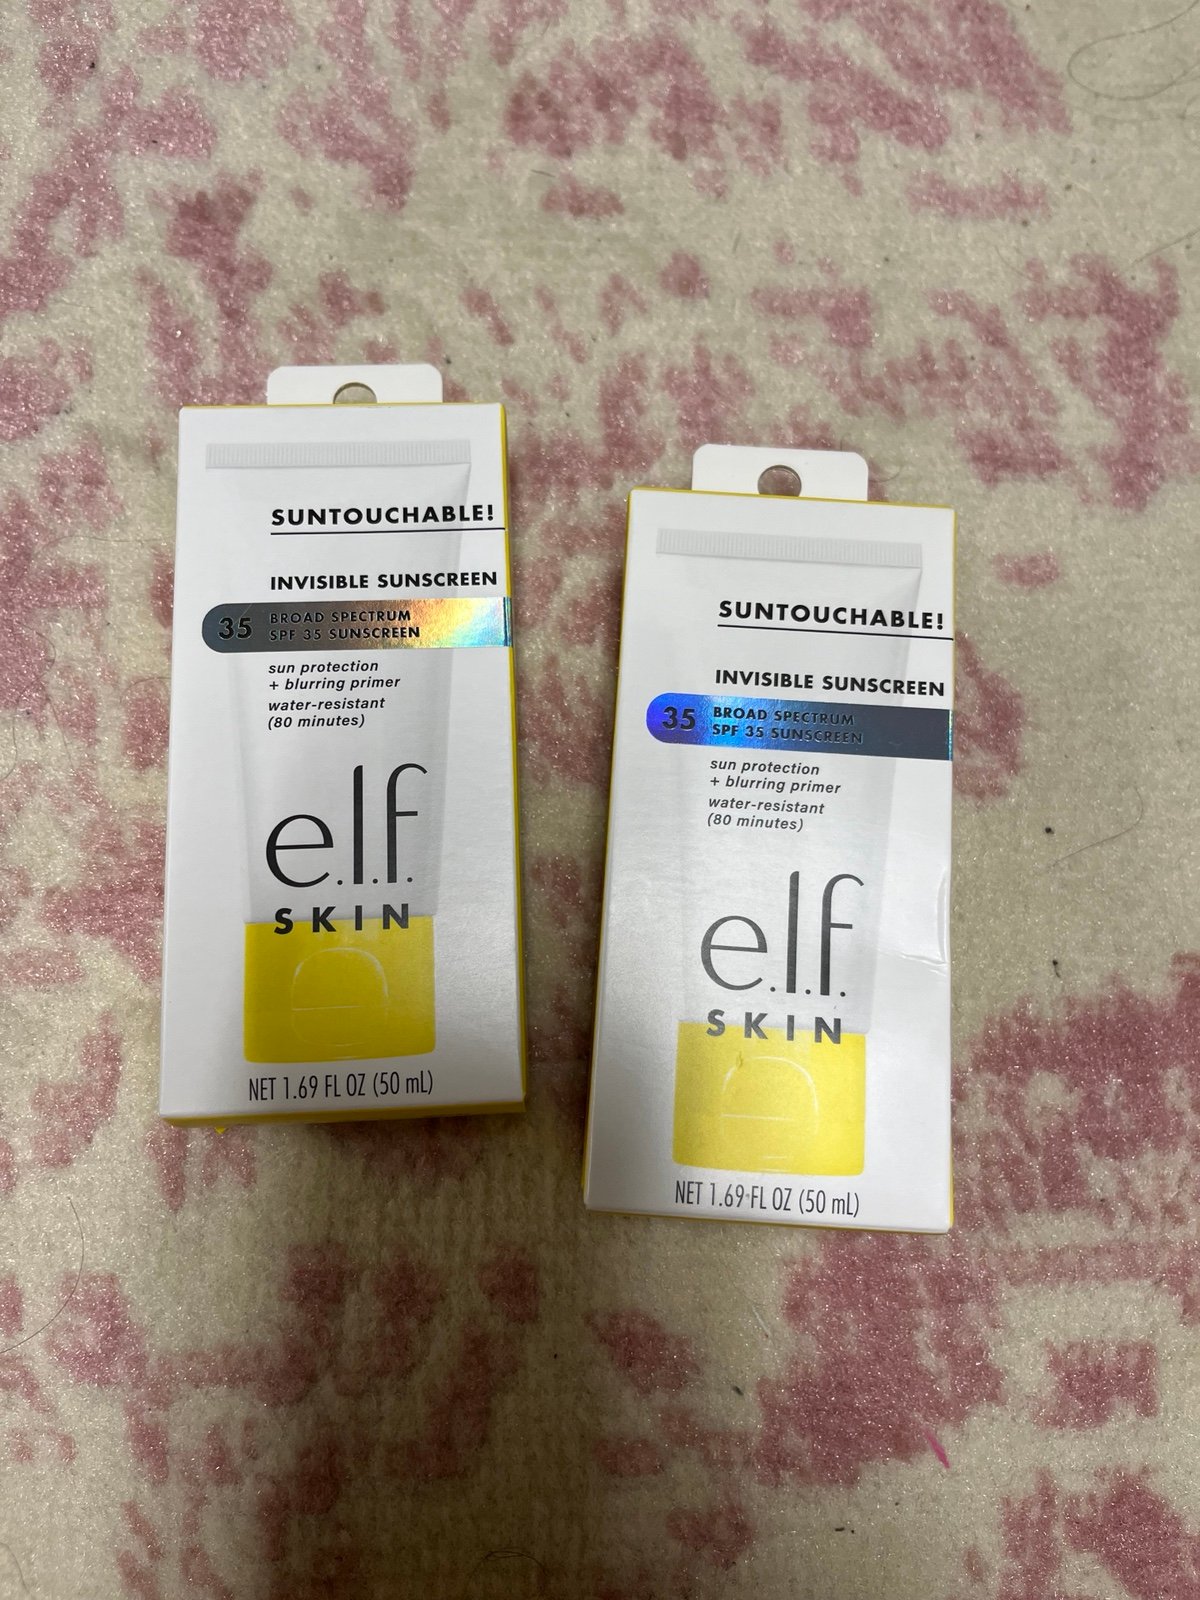 SUNTOUCHABLE!
INVISIBLE SUNSCREEN
35
BROAD SPECTRUM
SPF 35 SUNSCREEN
sun protection
+ blurring primer
water-resistant
(80 minutes)
e.l.f.
SKIN
NET 1.69 FL OZ (50 mL)
SUNTOUCHABLE!
INVISIBLE SUNSCREEN
35
BROAD SPECTRUM
SPF 35 SUNSCREEN
sun protection
+ blurring primer
water-resistant
(80 minutes)
e.l.f.
SKIN
NET 1.69 FL OZ (50 mL)